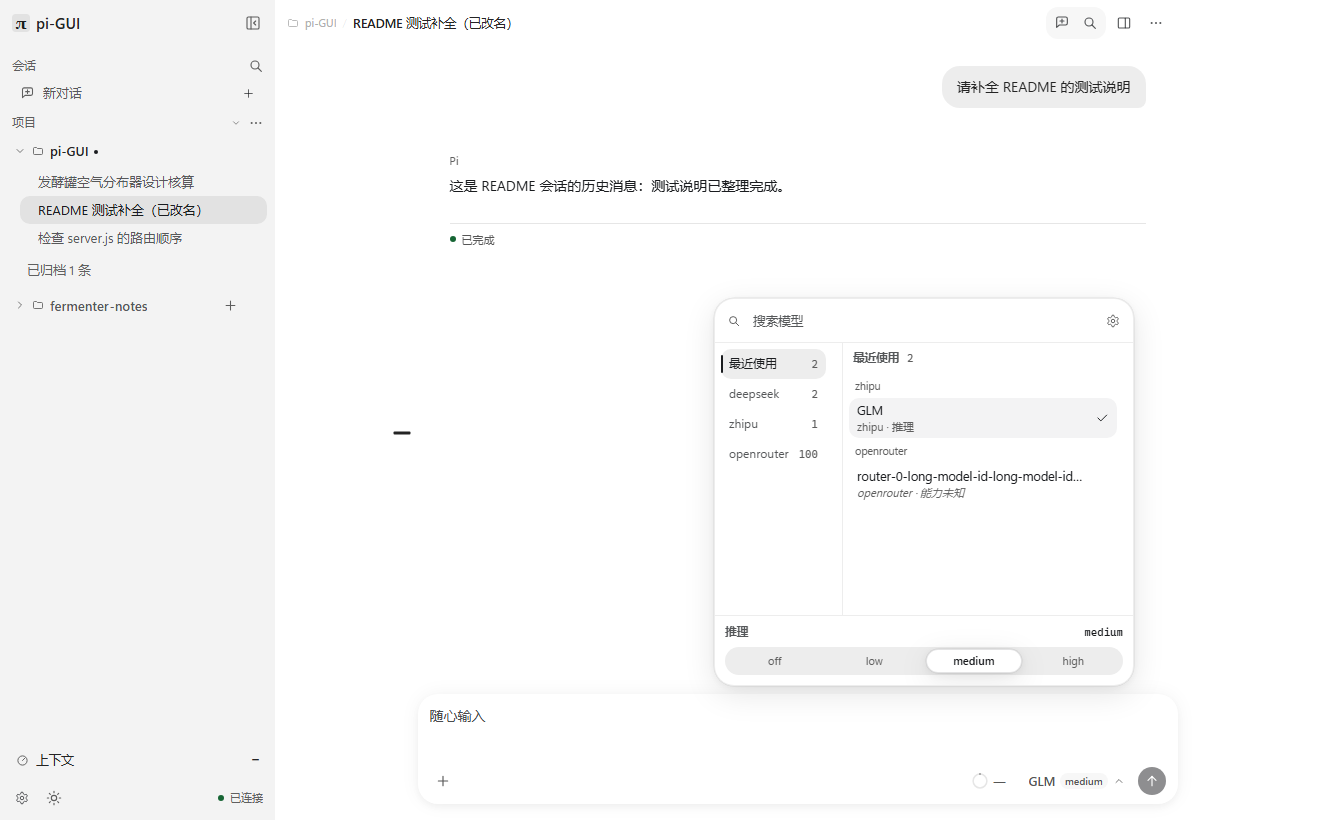 π pi-GUI
会话
新对话
项目
pi-GUI
发酵罐空气分布器设计核算
README 测试补全（已改名）
检查 server.js 的路由顺序
已归档 1 条
fermenter-notes
上下文
已连接
pi-GUI / README 测试补全（已改名）
请补全 README 的测试说明
Pi
这是 README 会话的历史消息：测试说明已整理完成。
已完成
搜索模型
最近使用 2
deepseek 2
zhipu 1
openrouter 100
最近使用 2
zhipu
GLM
zhipu · 推理
openrouter
router-0-long-model-id-long-model-id...
openrouter · 能力未知
推理 medium
off low medium high
随心输入
GLM medium